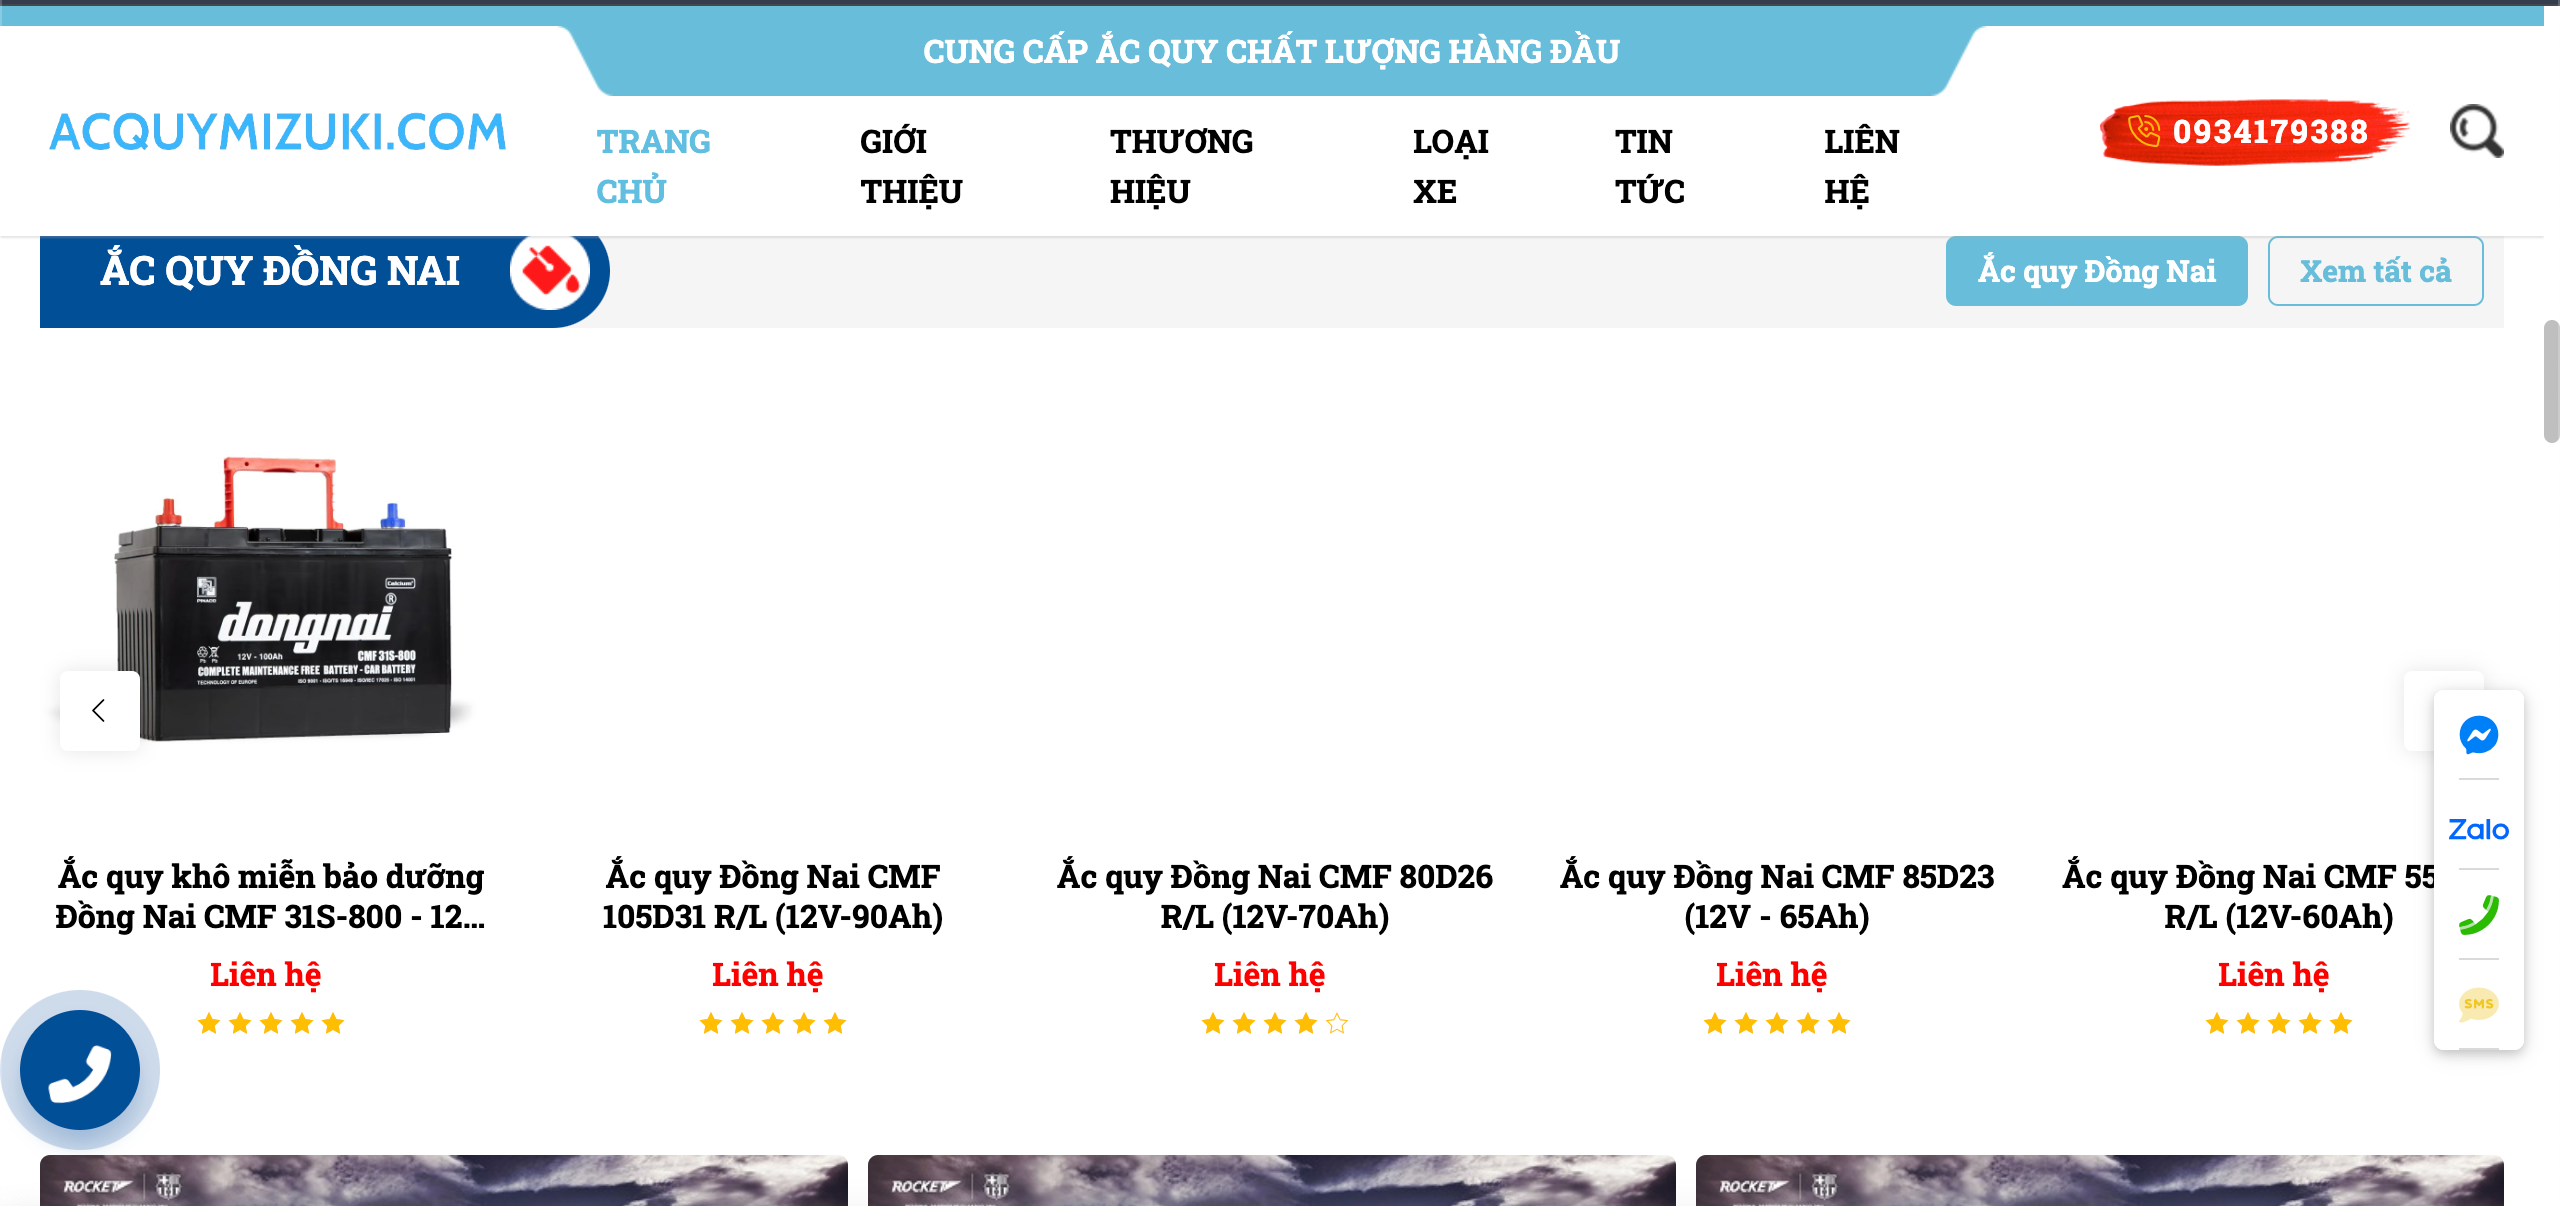 CUNG CẤP ẮC QUY CHẤT LƯỢNG HÀNG ĐẦU
ACQUYMIZUKI.COM
TRANG CHỦ
GIỚI THIỆU
THƯƠNG HIỆU
LOẠI XE
TIN TỨC
LIÊN HỆ
0934179388
ẮC QUY ĐỒNG NAI
Ắc quy Đồng Nai
Xem tất cả
PINACO
Calcium+
dongnai®
12V - 100Ah
CMF 31S-800
COMPLETE MAINTENANCE FREE BATTERY - CAR BATTERY
TECHNOLOGY OF EUROPE
Zalo
SMS
Ắc quy khô miễn bảo dưỡng
Đồng Nai CMF 31S-800 - 12...
Liên hệ
Ắc quy Đồng Nai CMF
105D31 R/L (12V-90Ah)
Liên hệ
Ắc quy Đồng Nai CMF 80D26
R/L (12V-70Ah)
Liên hệ
Ắc quy Đồng Nai CMF 85D23
(12V - 65Ah)
Liên hệ
Ắc quy Đồng Nai CMF 55
R/L (12V-60Ah)
Liên hệ
ROCKET
ROCKET
ROCKET